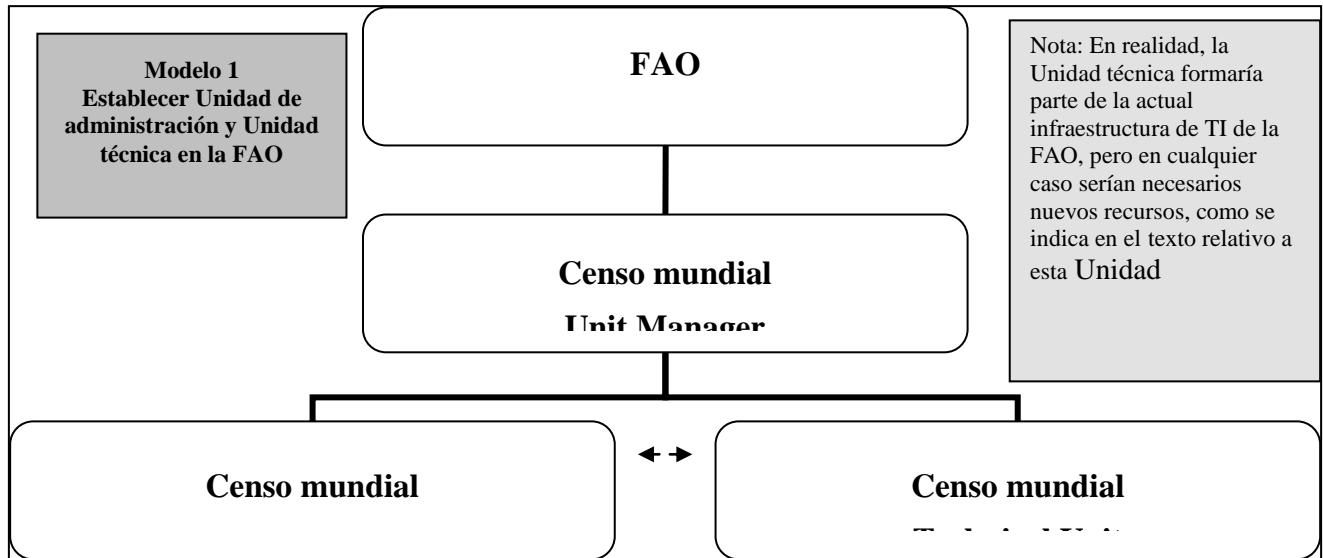 Modelo 1
Establecer Unidad de
administración y Unidad
técnica en la FAO
FAO
Nota: En realidad, la
Unidad técnica formaría
parte de la actual
infraestructura de TI de la
FAO, pero en cualquier
caso serían necesarios
nuevos recursos, como se
indica en el texto relativo a
esta Unidad
Censo mundial
Unit Manager
Censo mundial
Censo mundial